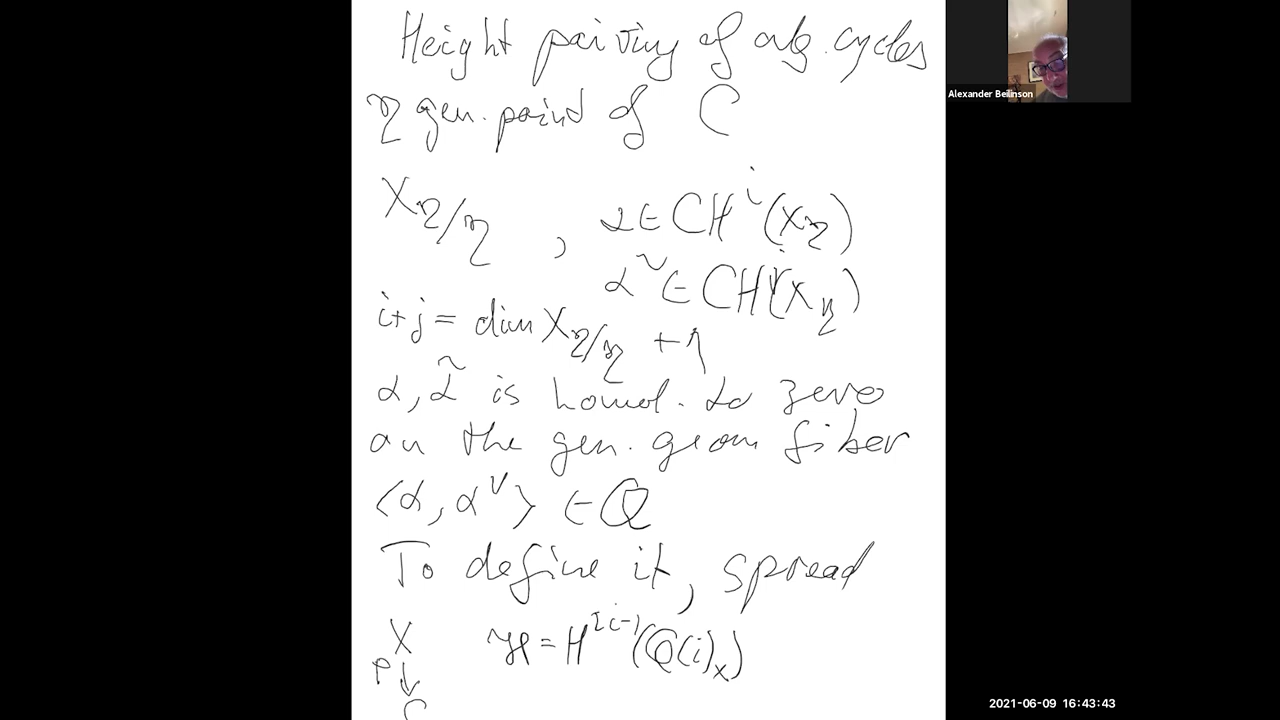 Height pairing of alg. cycles
η gen. point of C
X_η/η , α ∈ CH^i(X_η)
α^~ ∈ CH^j(X_η)
i+j = dim X_η/η + 1
α, α~ is homol. to zero
on the gen. geom fiber
⟨α, α^∨⟩ ∈ Q
To define it, spread
X
P ↓
C
H = H^{2i-1}(Q(i)_X)
Alexander Beilinson
2021-06-09 16:43:43